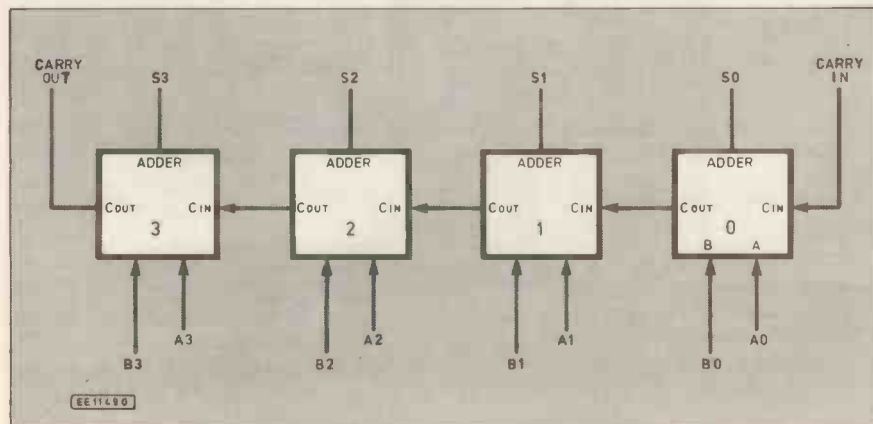 CARRY
OUT
S3
S2
S1
S0
CARRY
IN
ADDER
ADDER
ADDER
ADDER
COUT
CIN
COUT
CIN
COUT
CIN
COUT
CIN
3
2
1
0
B
A
B3
A3
B2
A2
B1
A1
B0
A0
EE1149G